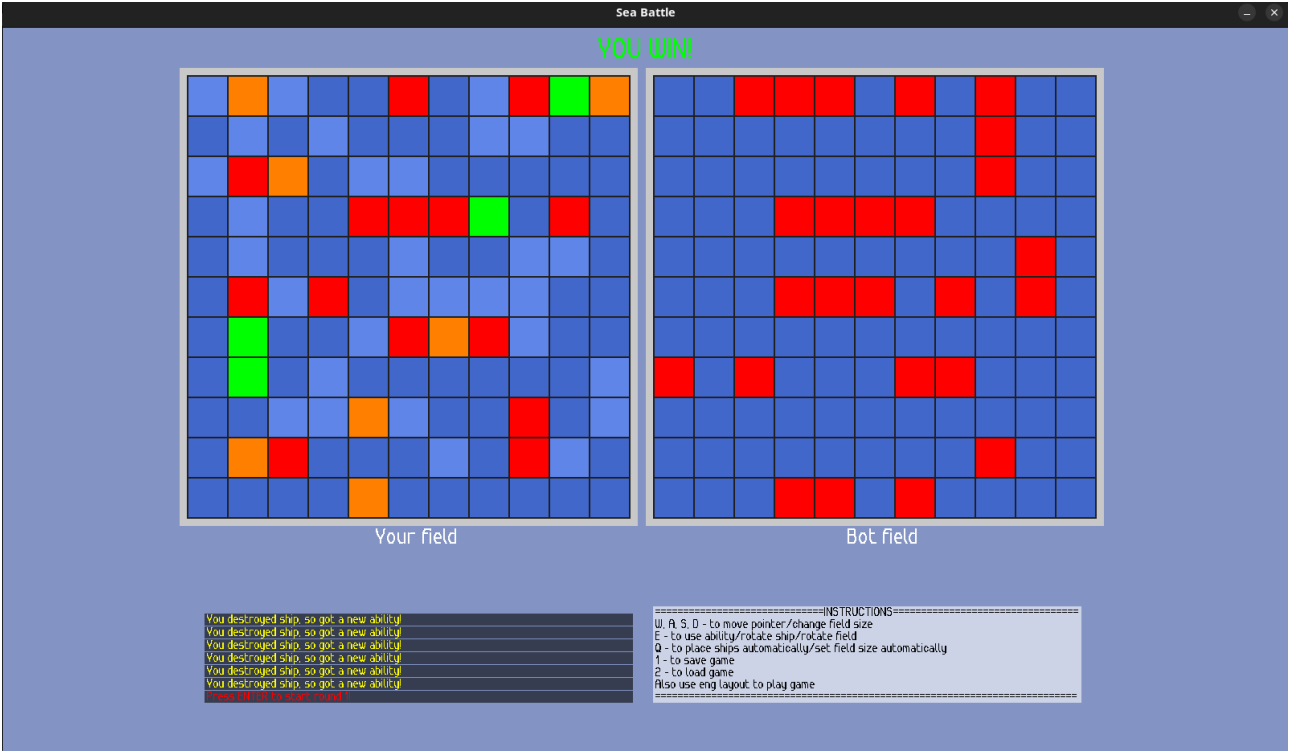 Sea Battle
YOU WIN!
Your field
Bot field
You destroyed ship, so got a new ability!
You destroyed ship, so got a new ability!
You destroyed ship, so got a new ability!
You destroyed ship, so got a new ability!
You destroyed ship, so got a new ability!
You destroyed ship, so got a new ability!
Press ENTER to start round
==============================INSTRUCTIONS=================================
W, A, S, D - to move pointer/change field size
E - to use ability/rotate ship/rotate field
Q - to place ships automatically/set field size automatically
1 - to save game
2 - to load game
Also use eng layout to play game
===========================================================================